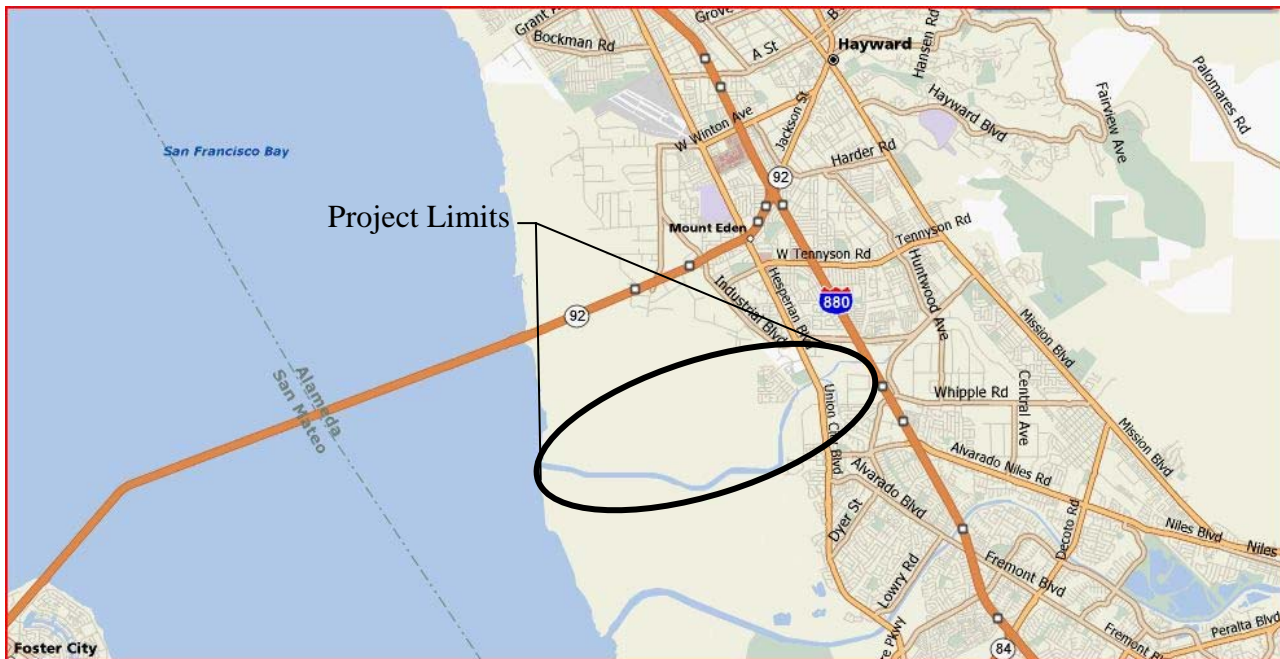 Grant
Bockman Rd
Grove
A St
B
Hayward
Hansen Rd
Palomares Rd
Fairview Ave
Hayward Blvd
San Francisco Bay
W Winton Ave
Jackson St
Harder Rd
92
Project Limits
Mount Eden
Tennyson Rd
W Tennyson Rd
Huntwood Ave
Industrial Blvd
Hesperian Blvd
880
92
Mission Blvd
Alameda
San Mateo
Union City Blvd
Whipple Rd
Central Ave
Mission Blvd
Alvarado Blvd
Alvarado Niles Rd
Dyer St
Decoto Rd
Niles Blvd
Niles
Lowry Rd
Fremont Blvd
Foster City
re Pkwy
84
Fremont
Peralta Blvd